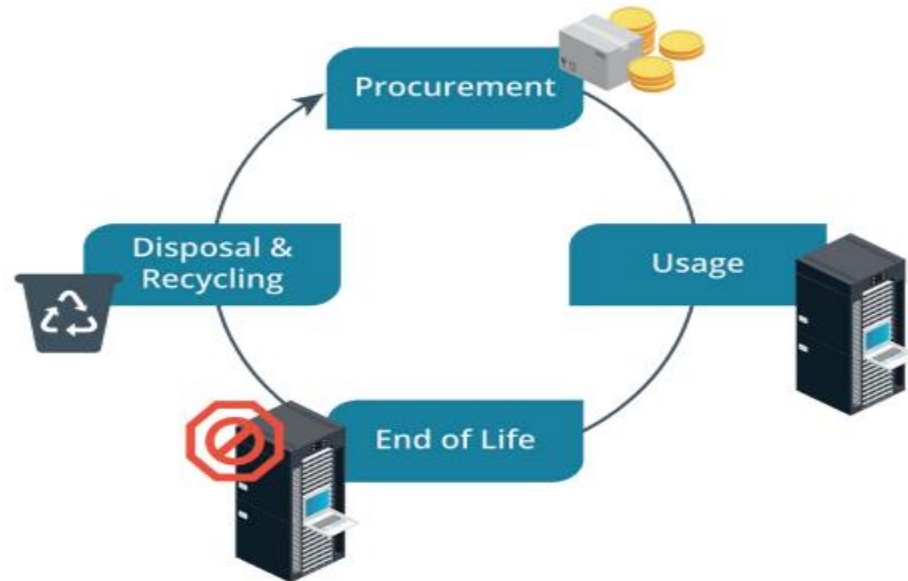 Procurement
Usage
End of Life
Disposal &
Recycling